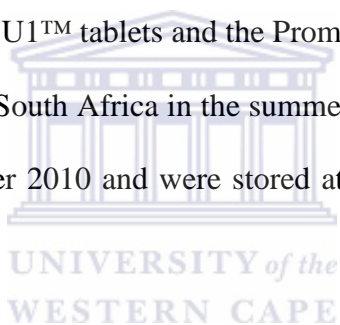 U1™ tablets and the Prom
South Africa in the summe
er 2010 and were stored at
UNIVERSITY of the
WESTERN CAPE